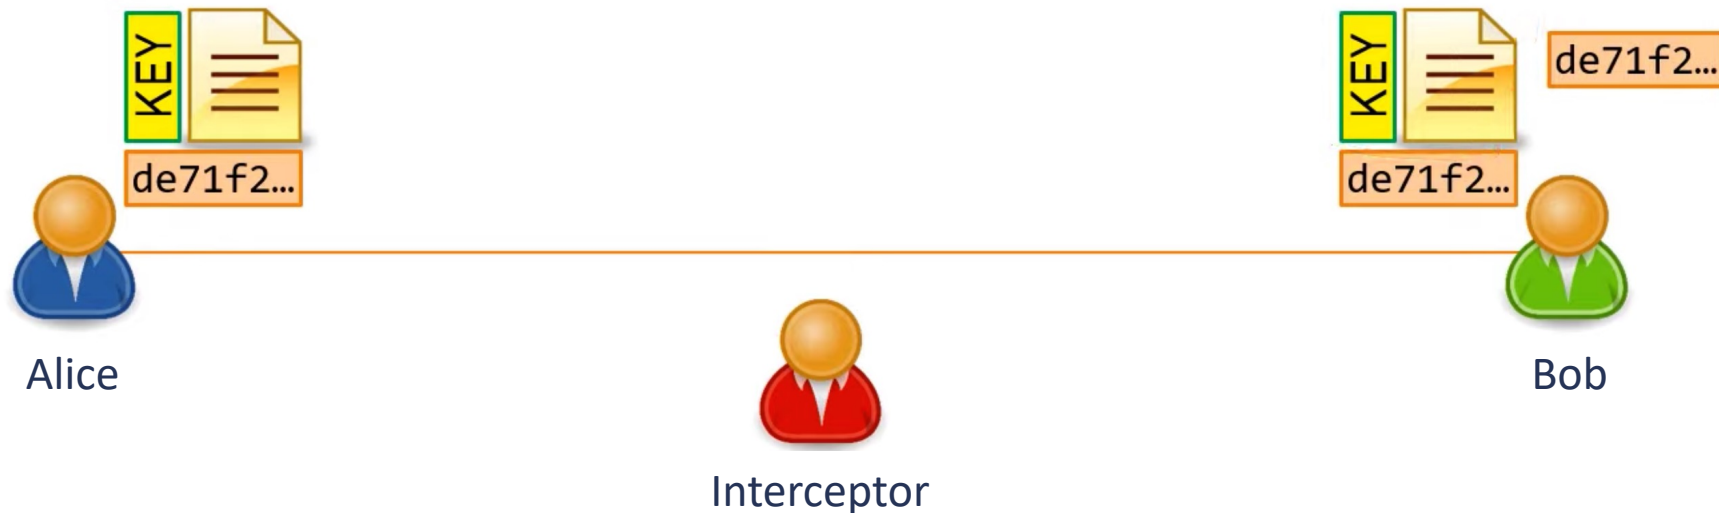 KEY
de71f2…
KEY
de71f2…
de71f2…
Alice
Bob
Interceptor